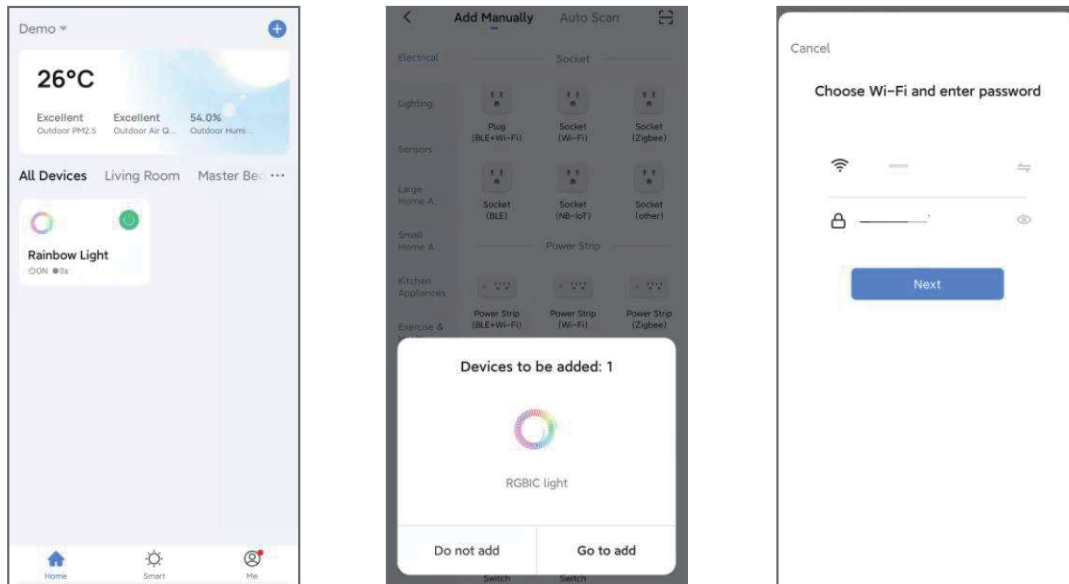 Demo
26°C
Excellent Excellent 54.0%
Outdoor PM2.5 Outdoor Air Q... Outdoor Humi...
All Devices Living Room Master Be ...
Rainbow Light
ON
Home Smart Me
Add Manually Auto Scan
Electrical Socket
Lighting
Plug Socket Socket
(BLE+Wi-Fi) (Wi-Fi) (Zigbee)
Sensors
Large
Home A...
Socket Socket Socket
(BLE) (NB-IoT) (other)
Small
Home A...
Power Strip
Kitchen
Appliances
Power Strip Power Strip Power Strip
(BLE+Wi-Fi) (Wi-Fi) (Zigbee)
Exercise &
Devices to be added: 1
RGBIC light
Do not add Go to add
Switch Switch
Cancel
Choose Wi-Fi and enter password
Next